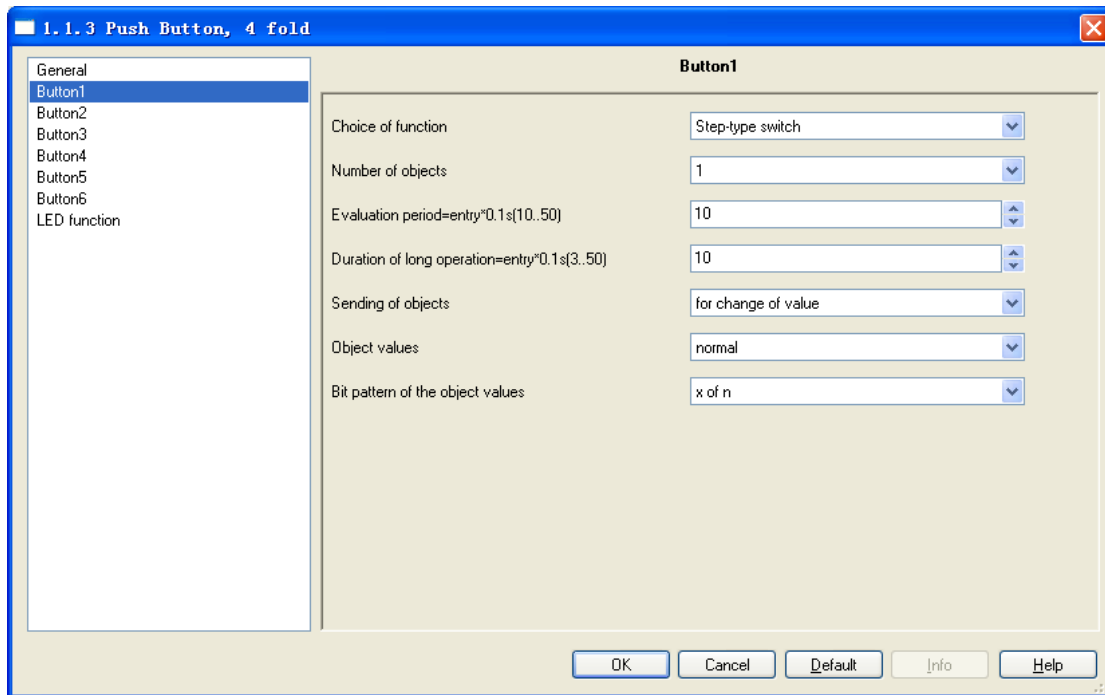 1.1.3 Push Button, 4 fold
General
Button1
Button2
Button3
Button4
Button5
Button6
LED function
Button1
Choice of function Step-type switch
Number of objects 1
Evaluation period=entry*0.1s(10..50) 10
Duration of long operation=entry*0.1s(3..50) 10
Sending of objects for change of value
Object values normal
Bit pattern of the object values x of n
OK Cancel Default Info Help